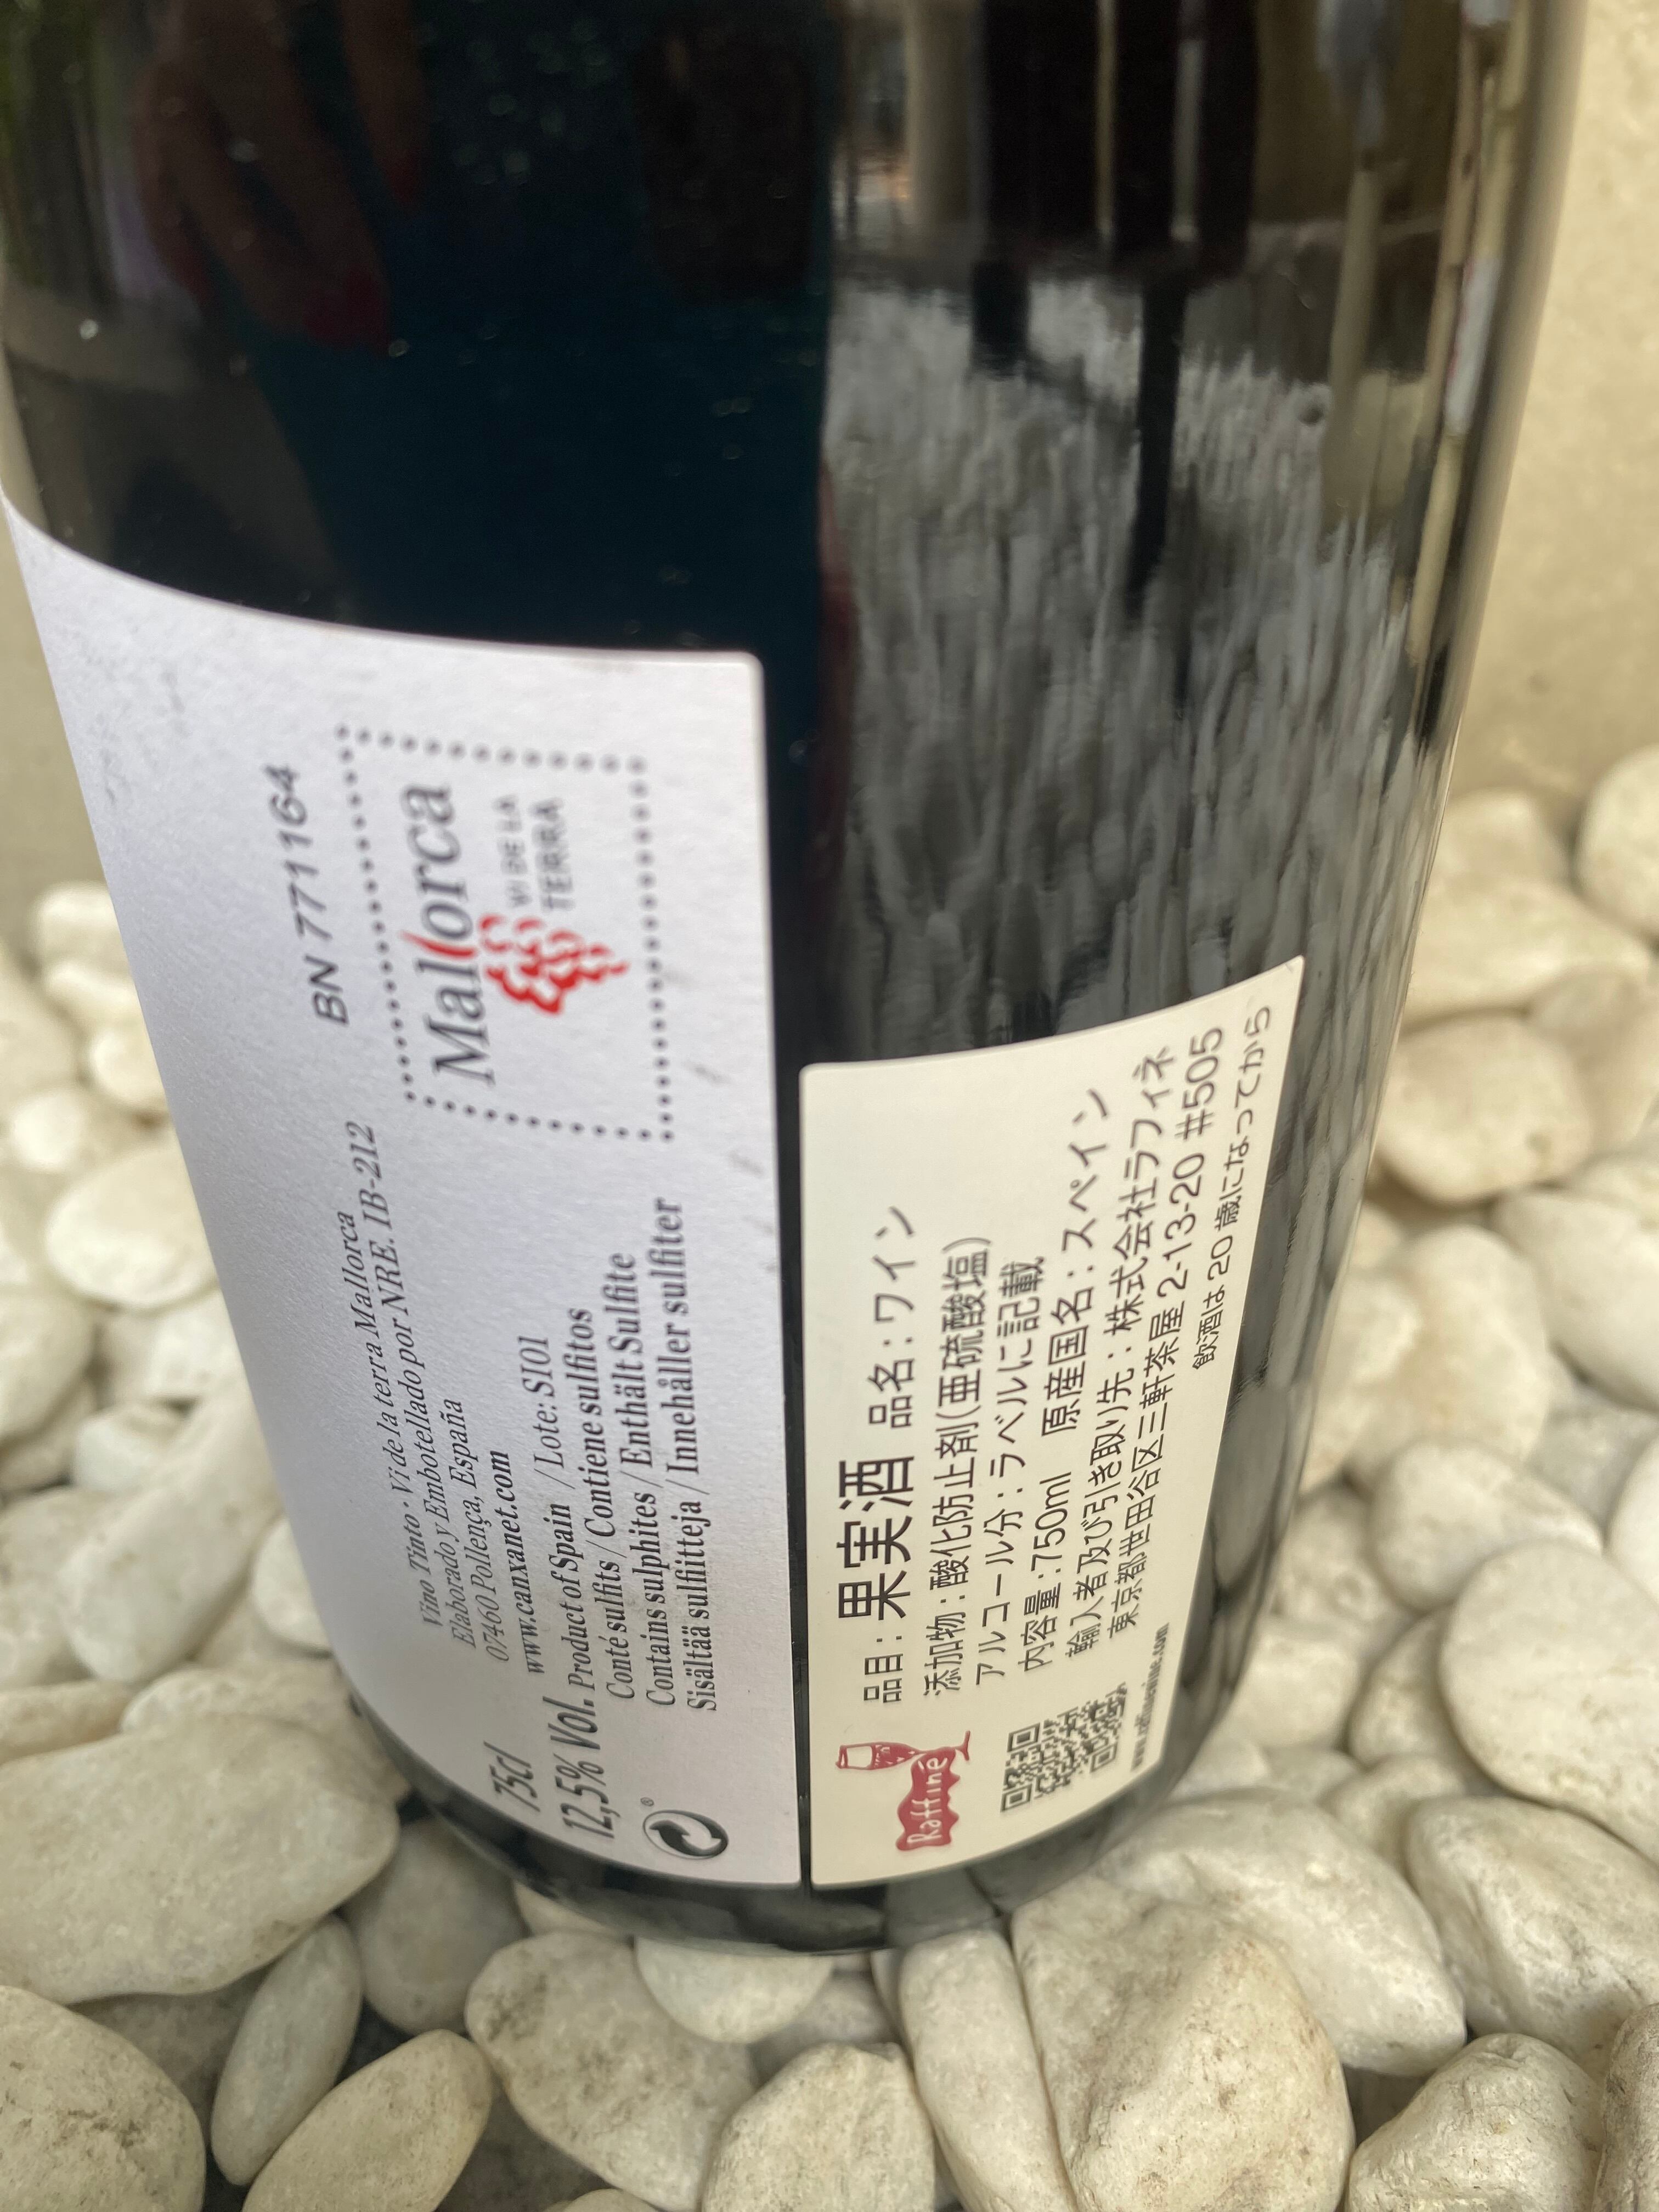 BN 771164
Mallorca
VI DE LA
TERRA
Vino Tinto · Vi de la terra Mallorca
Elaborado y Embotellado por NRE. IB-212
07460 Pollença, España
www.canxanet.com
75cl
12,5% Vol. Product of Spain / Lote: S101
Conté sulfits / Contiene sulfitos
Contains sulphites / Enthält Sulfite
Sisältää sulfiitteja / Innehåller sulfiter
Raffiné
www.raffinewine.com
品目：果実酒 品名：ワイン
添加物：酸化防止剤(亜硫酸塩)
アルコール分：ラベルに記載
内容量：750ml 原産国名：スペイン
輸入者及び引き取り先：株式会社ラフィネ
東京都世田谷区三軒茶屋 2-13-20 #505
飲酒は 20 歳になってから